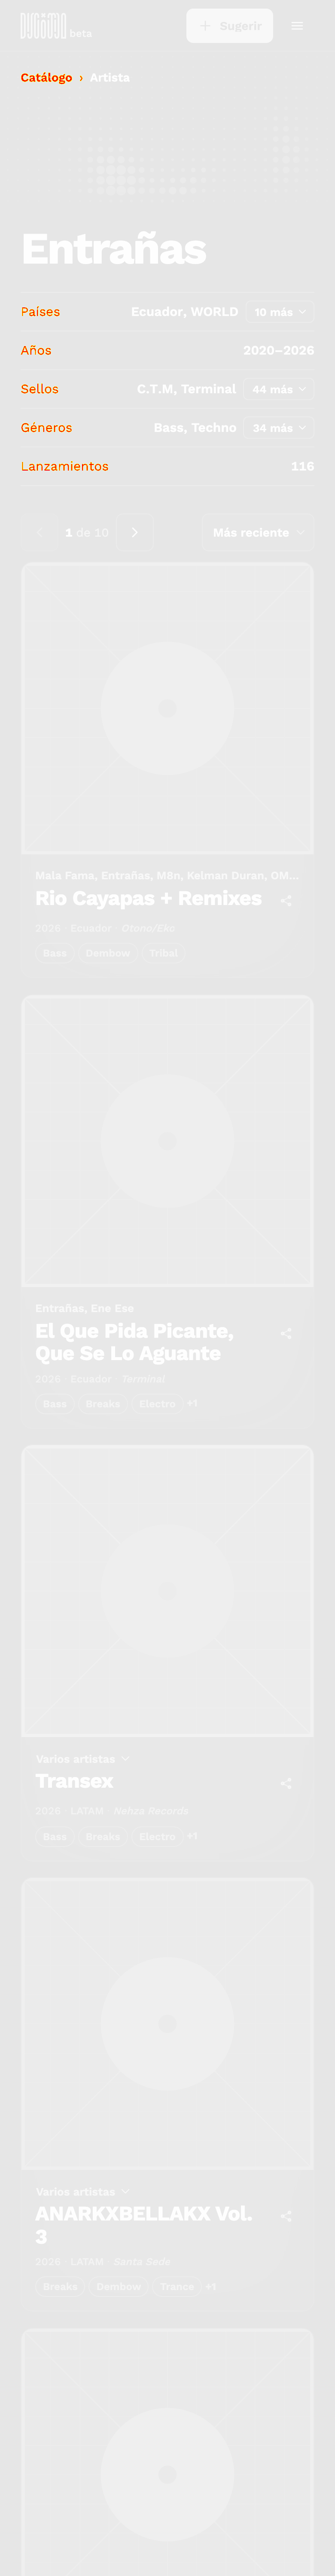 DUGöMö beta
+ Sugerir
Catálogo › Artista
Entrañas
Países Ecuador, WORLD 10 más
Años 2020–2026
Sellos C.T.M, Terminal 44 más
Géneros Bass, Techno 34 más
Lanzamientos 116
1 de 10 Más reciente
Mala Fama, Entrañas, M8n, Kelman Duran, OM...
Rio Cayapas + Remixes
2026 · Ecuador
Bass Dembow Tribal
Entrañas, Ene Ese
El Que Pida Picante,
Que Se Lo Aguante
2026 · Ecuador · Terminal
Bass Breaks Electro +1
Varios artistas
Transex
2026 · LATAM · Nehza Records
Bass Breaks Electro +1
Varios artistas
ANARKXBELLAKX Vol.
3
2026 · LATAM · Santa Sede
Breaks Dembow Trance +1